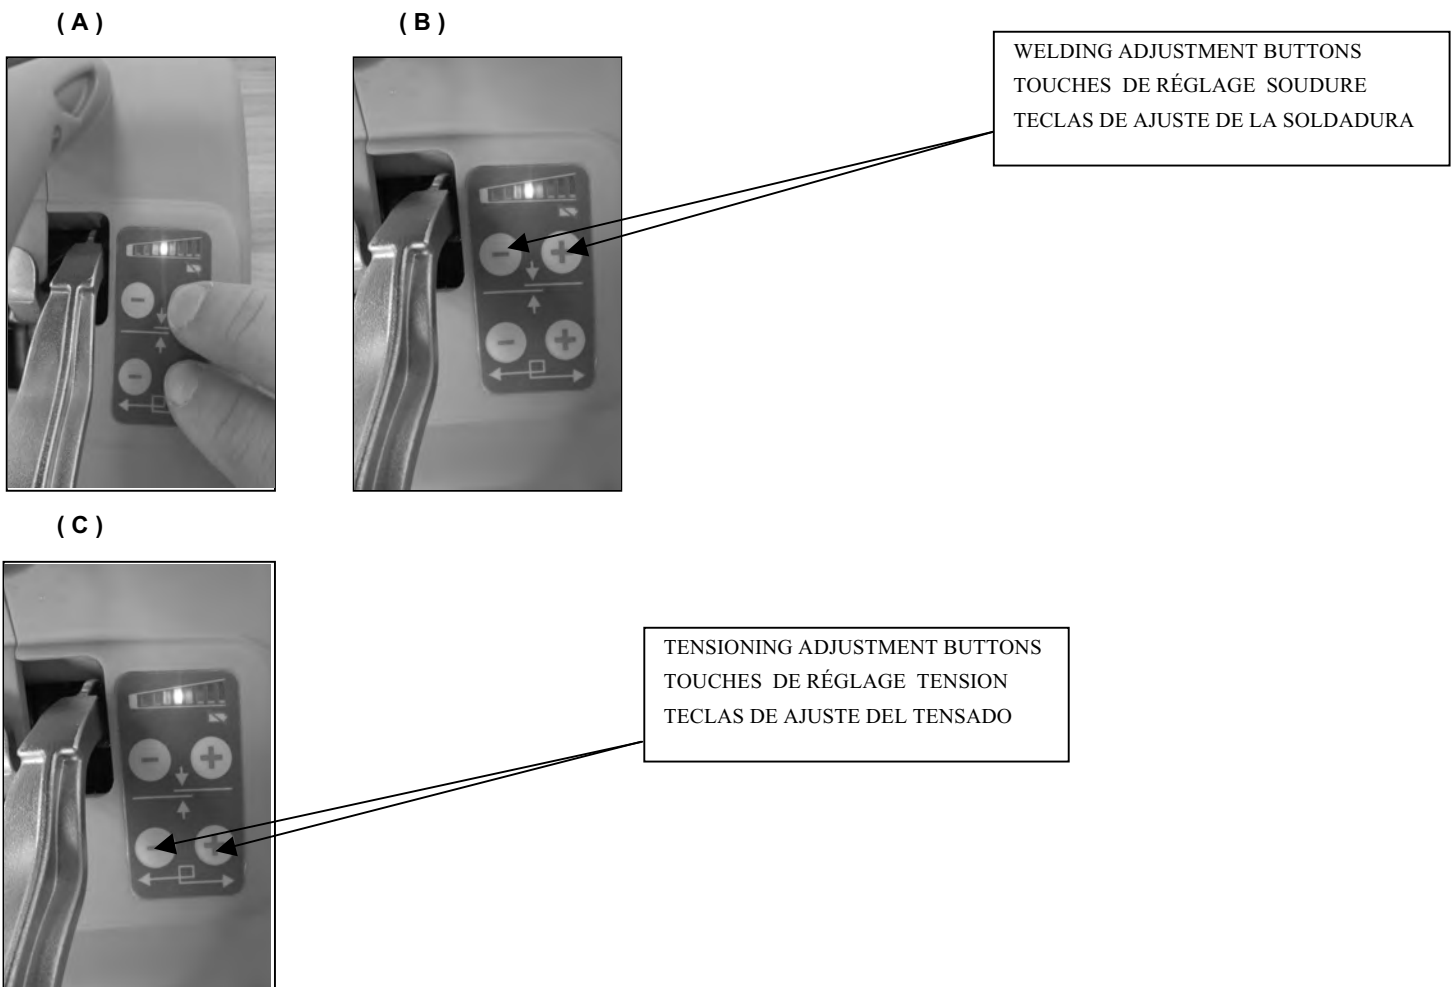 ( A )
( B )
WELDING ADJUSTMENT BUTTONS
TOUCHES DE RÉGLAGE SOUDURE
TECLAS DE AJUSTE DE LA SOLDADURA
( C )
TENSIONING ADJUSTMENT BUTTONS
TOUCHES DE RÉGLAGE TENSION
TECLAS DE AJUSTE DEL TENSADO